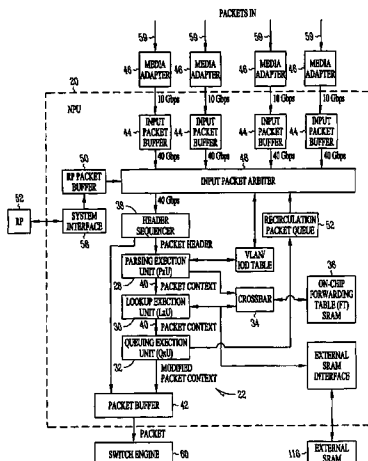 PACKETS IN
59 59 59 59
MEDIA ADAPTER MEDIA ADAPTER MEDIA ADAPTER MEDIA ADAPTER
46 46 46 46
20
10 Gbps 10 Gbps 10 Gbps 10 Gbps
NPU
INPUT PACKET BUFFER INPUT PACKET BUFFER INPUT PACKET BUFFER INPUT PACKET BUFFER
44 44 44 44
50
40 Gbps 40 Gbps 40 Gbps 40 Gbps
48
RP PACKET BUFFER
INPUT PACKET ARBITER
52
40 Gbps
38
RP
SYSTEM INTERFACE
58
HEADER SEQUENCER
RECIRCULATION PACKET QUEUE
52
PACKET HEADER
PARSING EXECTION UNIT (PxU)
VLAN/ IOD TABLE
36
28
40
PACKET CONTEXT
LOOKUP EXECTION UNIT (LxU)
CROSSBAR
34
ON-CHIP FORWARDING TABLE (FT) SRAM
30
40
PACKET CONTEXT
QUEUING EXECTION UNIT (QxU)
32
EXTERNAL SRAM INTERFACE
MODIFIED PACKET CONTEXT
22
PACKET BUFFER
42
PACKET
SWITCH ENGINE
60
EXTERNAL SRAM
118